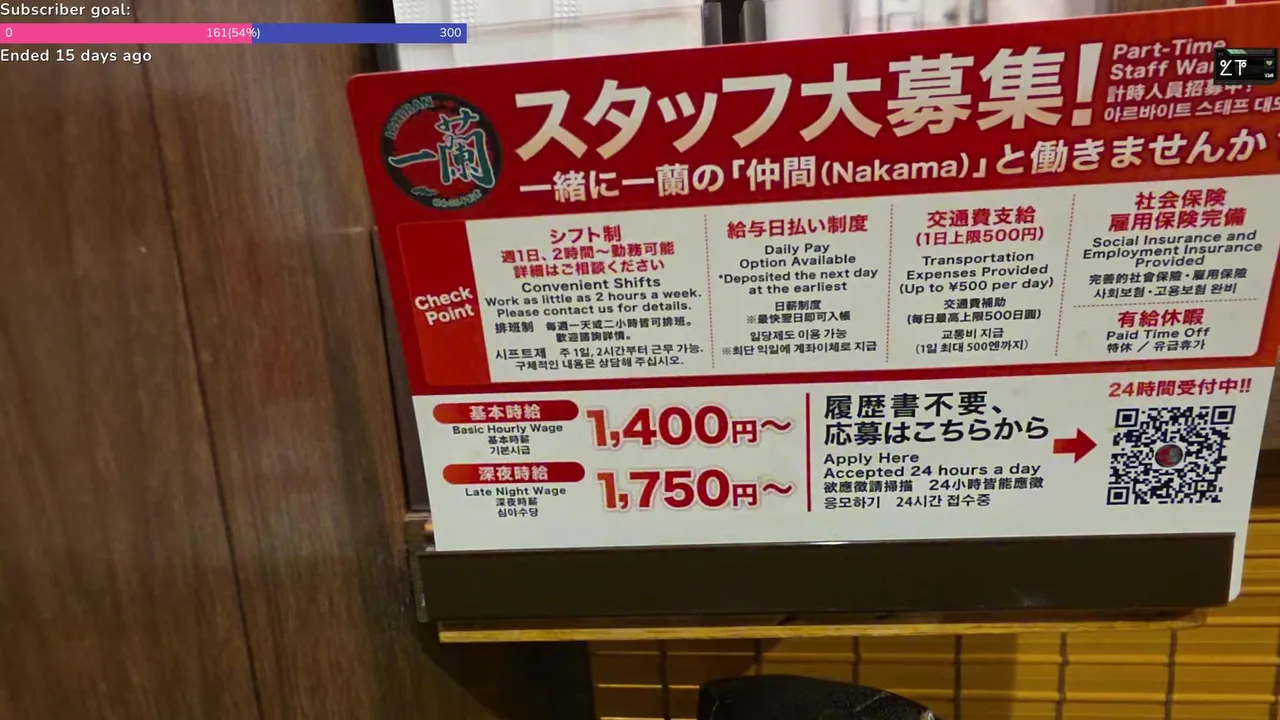 Subscriber goal:
0 161(54%) 300
Ended 15 days ago
ICHIRAN
一蘭
スタッフ大募集!
一緒に一蘭の「仲間(Nakama)」と働きませんか
Part-Time
Staff
計時人員招募中!
아르바이트 스태프
Check
Point
シフト制
週1日、2時間〜勤務可能
詳細はご相談ください
Convenient Shifts
Work as little as 2 hours a week.
Please contact us for details.
排班制 每週一天或二小時皆可排班。
歡迎諮詢詳情。
시프트제 주 1일, 2시간부터 근무 가능.
구체적인 내용은 상담해 주십시오.
給与日払い制度
Daily Pay
Option Available
*Deposited the next day
at the earliest
日薪制度
※最快翌日即可入帳
일당제도 이용 가능
※최단 익일에 계좌이체로 지급
交通費支給
(1日上限500円)
Transportation
Expenses Provided
(Up to ¥500 per day)
交通費補助
(每日最高上限500日圓)
교통비 지급
(1일 최대 500엔까지)
社会保険
雇用保険完備
Social Insurance and
Employment Insurance
Provided
完善的社會保險・雇用保險
사회보험・고용보험 완비
有給休暇
Paid Time Off
特休 / 유급휴가
基本時給
Basic Hourly Wage
基本時薪
기본시급
1,400円〜
深夜時給
Late Night Wage
深夜時薪
심야수당
1,750円〜
履歴書不要、
応募はこちらから
Apply Here
Accepted 24 hours a day
欲應徵請掃描 24小時皆能應徵
응모하기 24시간 접수중
24時間受付中!!